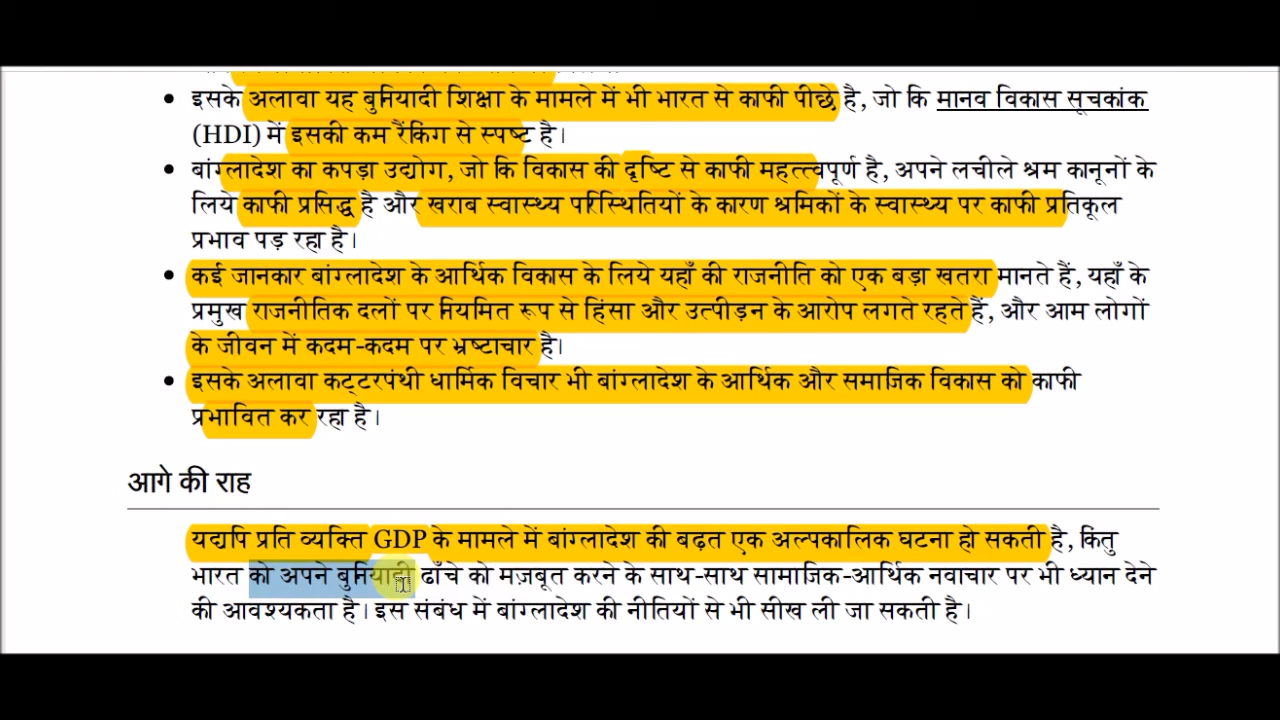 इसके अलावा यह बुनियादी शिक्षा के मामले में भी भारत से काफी पीछे है, जो कि मानव विकास सूचकांक
(HDI) में इसकी कम रैंकिंग से स्पष्ट है।
बांग्लादेश का कपड़ा उद्योग, जो कि विकास की दृष्टि से काफी महत्त्वपूर्ण है, अपने लचीले श्रम कानूनों के
लिये काफी प्रसिद्ध है और खराब स्वास्थ्य परिस्थितियों के कारण श्रमिकों के स्वास्थ्य पर काफी प्रतिकूल
प्रभाव पड़ रहा है।
कई जानकार बांग्लादेश के आर्थिक विकास के लिये यहाँ की राजनीति को एक बड़ा खतरा मानते हैं, यहाँ के
प्रमुख राजनीतिक दलों पर नियमित रूप से हिंसा और उत्पीड़न के आरोप लगते रहते हैं, और आम लोगों
के जीवन में कदम-कदम पर भ्रष्टाचार है।
इसके अलावा कट्टरपंथी धार्मिक विचार भी बांग्लादेश के आर्थिक और समाजिक विकास को काफी
प्रभावित कर रहा है।
आगे की राह
यद्यपि प्रति व्यक्ति GDP के मामले में बांग्लादेश की बढ़त एक अल्पकालिक घटना हो सकती है, किंतु
भारत को अपने बुनियादी ढाँचे को मज़बूत करने के साथ-साथ सामाजिक-आर्थिक नवाचार पर भी ध्यान देने
की आवश्यकता है। इस संबंध में बांग्लादेश की नीतियों से भी सीख ली जा सकती है।